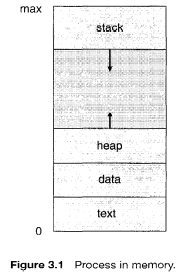 max
stack
heap
data
text
0
Figure 3.1 Process in memory.